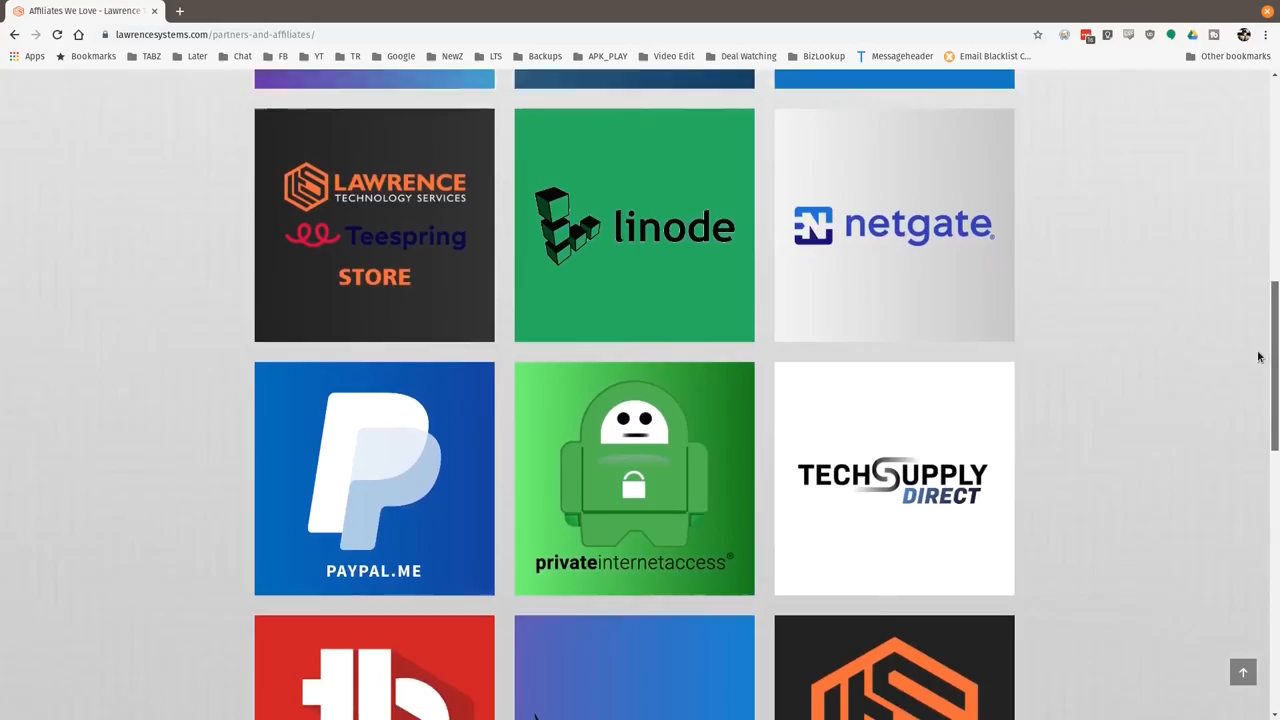 Affiliates We Love - Lawrence T
lawrencesystems.com/partners-and-affiliates/
Apps Bookmarks TABZ Later Chat FB YT TR Google NewZ LTS Backups APK_PLAY Video Edit Deal Watching BizLookup Messageheader Email Blacklist C... Other bookmarks
LAWRENCE
TECHNOLOGY SERVICES
Teespring
STORE
linode
netgate®
PAYPAL.ME
privateinternetaccess®
TECHSUPPLY
DIRECT